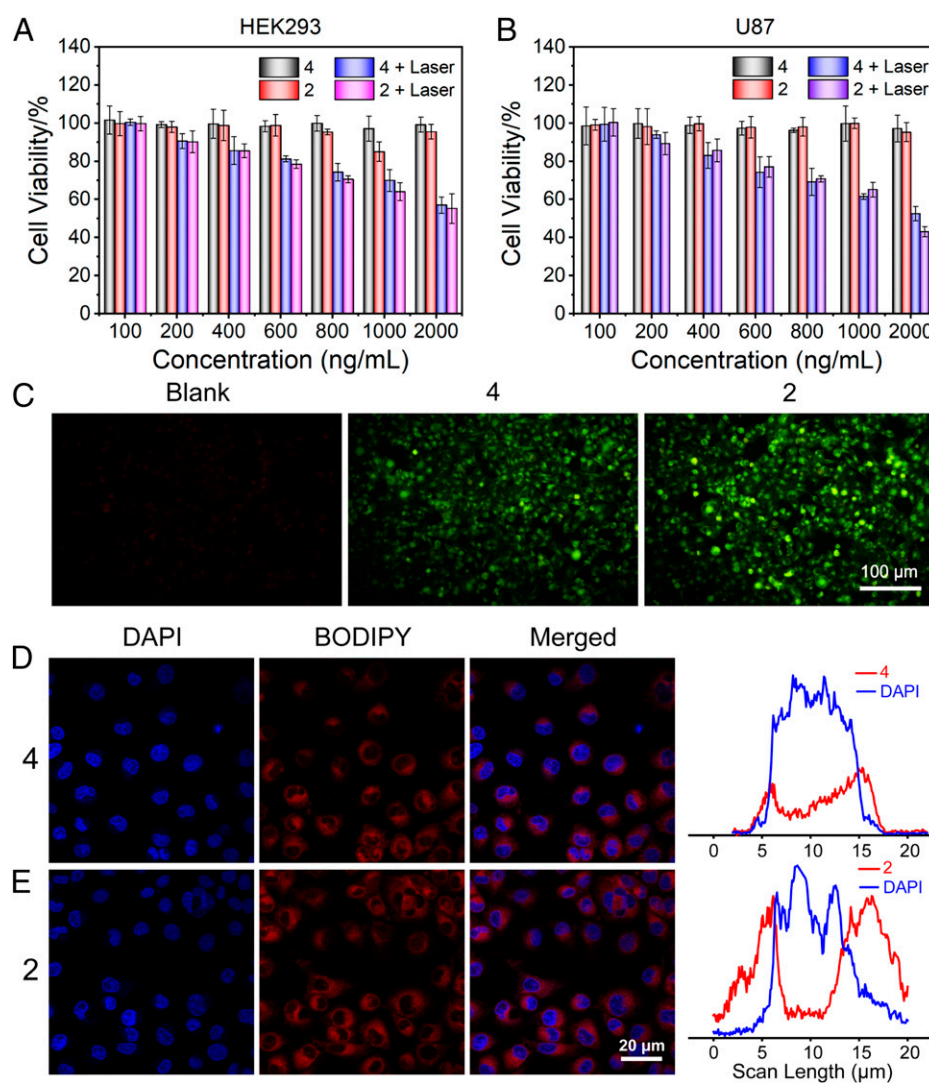 A
HEK293
140
120
100
80
60
40
20
0
Cell Viability/%
4
4 + Laser
2
2 + Laser
100 200 400 600 800 1000 2000
Concentration (ng/mL)
B
U87
140
120
100
80
60
40
20
0
Cell Viability/%
4
4 + Laser
2
2 + Laser
100 200 400 600 800 1000 2000
Concentration (ng/mL)
C
Blank
4
2
100 µm
D
DAPI
BODIPY
Merged
4
4
DAPI
0 5 10 15 20
E
2
20 µm
2
DAPI
0 5 10 15 20
Scan Length (µm)